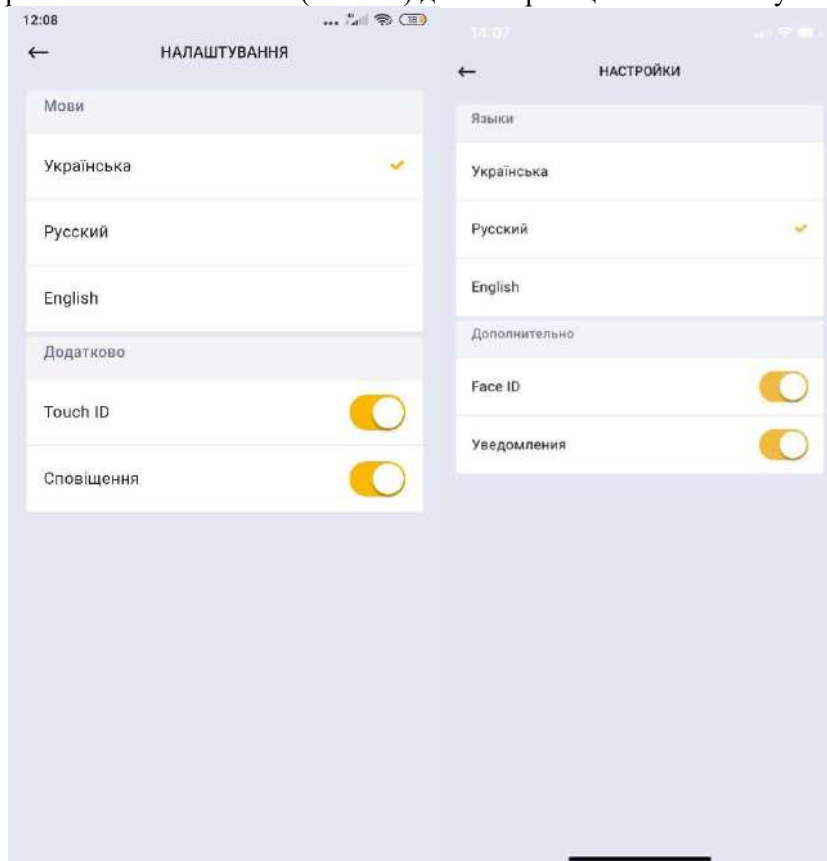 12:08
18
НАЛАШТУВАННЯ
Мови
Українська
Русский
English
Додатково
Touch ID
Сповіщення
14:07
НАСТРОЙКИ
Языки
Українська
Русский
English
Дополнительно
Face ID
Уведомления